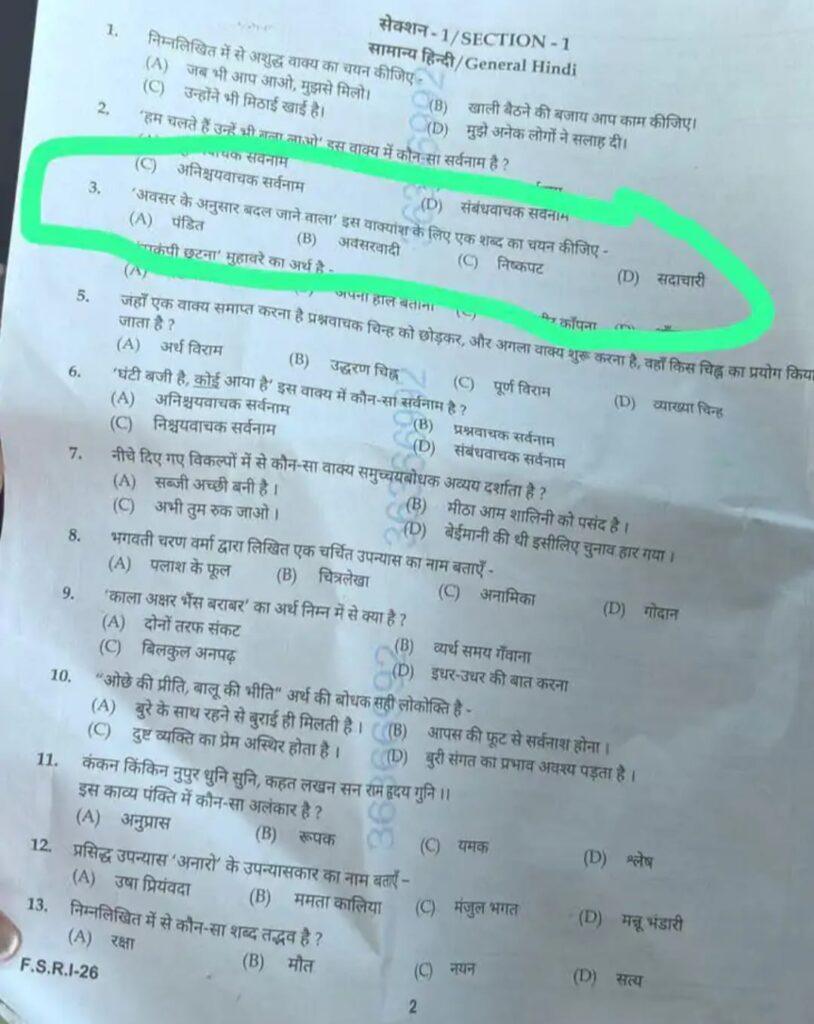 सेक्शन - 1/SECTION - 1
सामान्य हिन्दी/General Hindi
1. निम्नलिखित में से अशुद्ध वाक्य का चयन कीजिए -
(A) जब भी आप आओ, मुझसे मिलो।
(B) खाली बैठने की बजाय आप काम कीजिए।
(C) उन्होंने भी मिठाई खाई है।
(D) मुझे अनेक लोगों ने सलाह दी।
2. 'हम चलते हैं उन्हें भी बुला लाओ' इस वाक्य में कौन-सा सर्वनाम है ?
(C) अनिश्चयवाचक सर्वनाम
(D) संबंधवाचक सर्वनाम
3. 'अवसर के अनुसार बदल जाने वाला' इस वाक्यांश के लिए एक शब्द का चयन कीजिए -
(A) पंडित (B) अवसरवादी (C) निष्कपट (D) सदाचारी
छूटना' मुहावरे का अर्थ है -
(A) अपना हाल बताना काँपना
5. जहाँ एक वाक्य समाप्त करना है प्रश्नवाचक चिन्ह को छोड़कर, और अगला वाक्य शुरू करना है, वहाँ किस चिह्न का प्रयोग किया
जाता है ?
(A) अर्ध विराम (B) उद्धरण चिह्न (C) पूर्ण विराम (D) व्याख्या चिन्ह
6. 'घंटी बजी है, कोई आया है' इस वाक्य में कौन-सा सर्वनाम है ?
(A) अनिश्चयवाचक सर्वनाम (B) प्रश्नवाचक सर्वनाम
(C) निश्चयवाचक सर्वनाम (D) संबंधवाचक सर्वनाम
7. नीचे दिए गए विकल्पों में से कौन-सा वाक्य समुच्चयबोधक अव्यय दर्शाता है ?
(A) सब्जी अच्छी बनी है। (B) मीठा आम शालिनी को पसंद है।
(C) अभी तुम रुक जाओ। (D) बेईमानी की थी इसीलिए चुनाव हार गया।
8. भगवती चरण वर्मा द्वारा लिखित एक चर्चित उपन्यास का नाम बताएँ -
(A) पलाश के फूल (B) चित्रलेखा (C) अनामिका (D) गोदान
9. 'काला अक्षर भैंस बराबर' का अर्थ निम्न में से क्या है ?
(A) दोनों तरफ संकट (B) व्यर्थ समय गँवाना
(C) बिलकुल अनपढ़ (D) इधर-उधर की बात करना
10. "ओछे की प्रीति, बालू की भीति" अर्थ की बोधक सही लोकोक्ति है -
(A) बुरे के साथ रहने से बुराई ही मिलती है। (B) आपस की फूट से सर्वनाश होना।
(C) दुष्ट व्यक्ति का प्रेम अस्थिर होता है। (D) बुरी संगत का प्रभाव अवश्य पड़ता है।
11. कंकन किंकिन नुपुर धुनि सुनि, कहत लखन सन राम हृदय गुनि।।
इस काव्य पंक्ति में कौन-सा अलंकार है ?
(A) अनुप्रास (B) रूपक (C) यमक (D) श्लेष
12. प्रसिद्ध उपन्यास 'अनारो' के उपन्यासकार का नाम बताएँ -
(A) उषा प्रियंवदा (B) ममता कालिया (C) मंजुल भगत (D) मन्नू भंडारी
13. निम्नलिखित में से कौन-सा शब्द तद्भव है ?
(A) रक्षा (B) मौत (C) नयन (D) सत्य
F.S.R.I-26
2